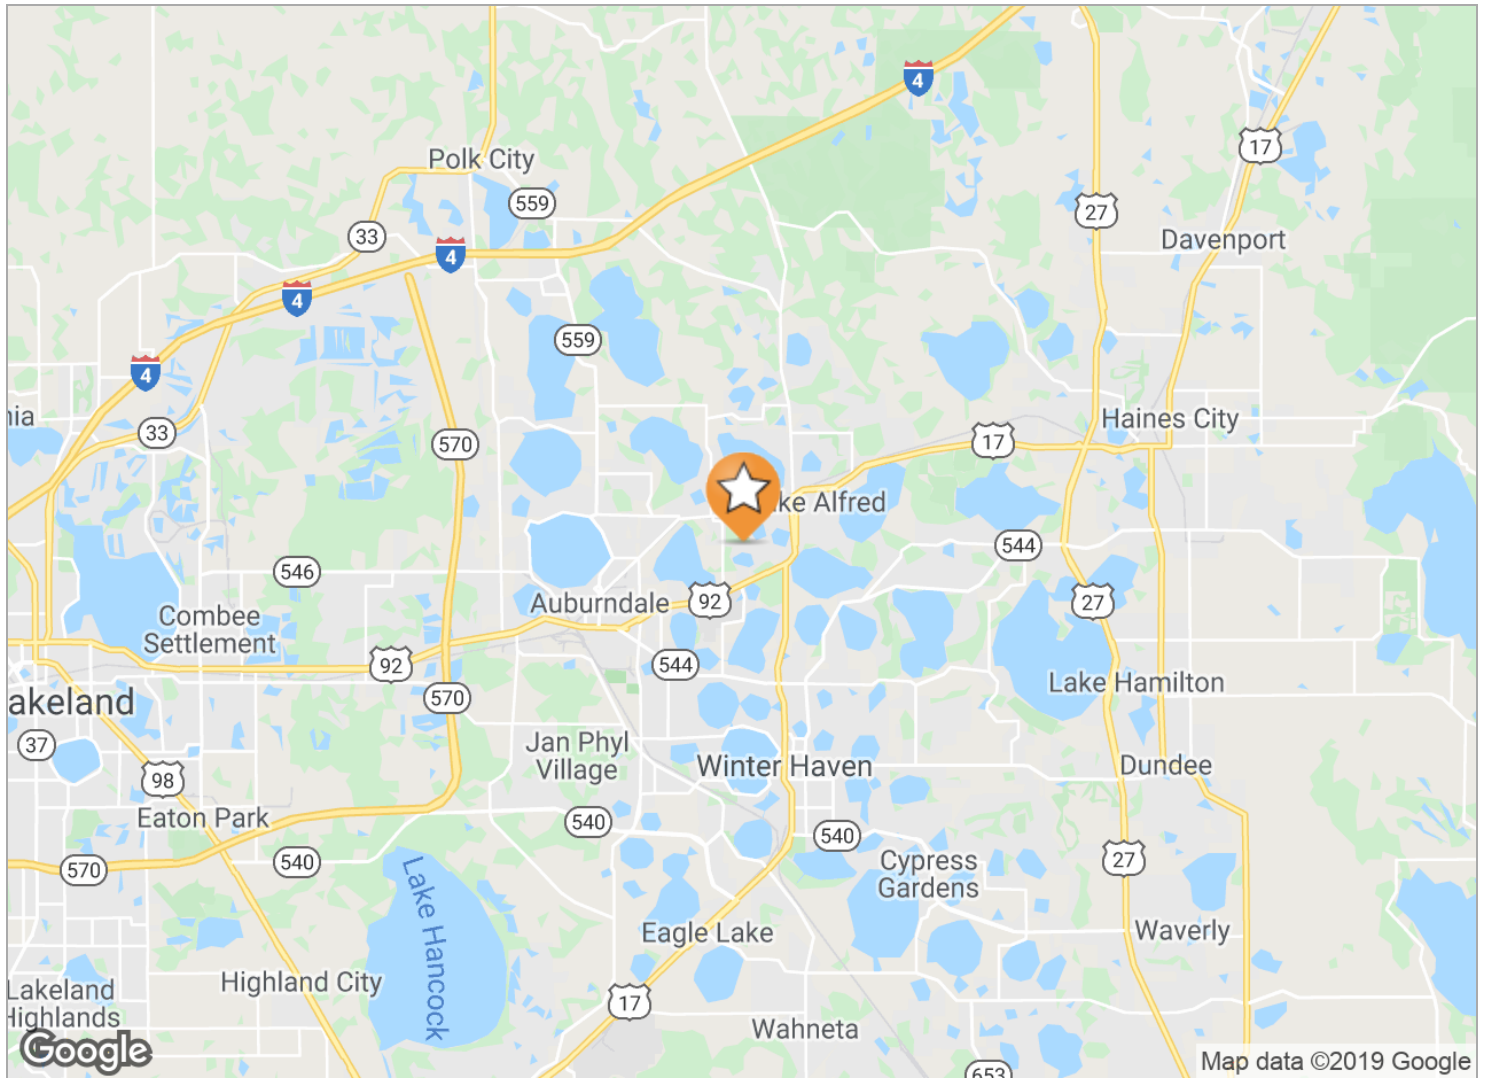 4
17
Polk City
559
27
33
4
Davenport
4
559
4
nia
33
570
17
Haines City
ke Alfred
544
546
Combee
Settlement
Auburndale
92
27
92
544
570
Lake Hamilton
akeland
37
98
Jan Phyl
Village
Winter Haven
Dundee
Eaton Park
540
540
540
570
Cypress
Gardens
27
Lake Hancock
Eagle Lake
Waverly
Highland City
Lakeland
Highlands
17
Wahneta
Google
653
Map data ©2019 Google